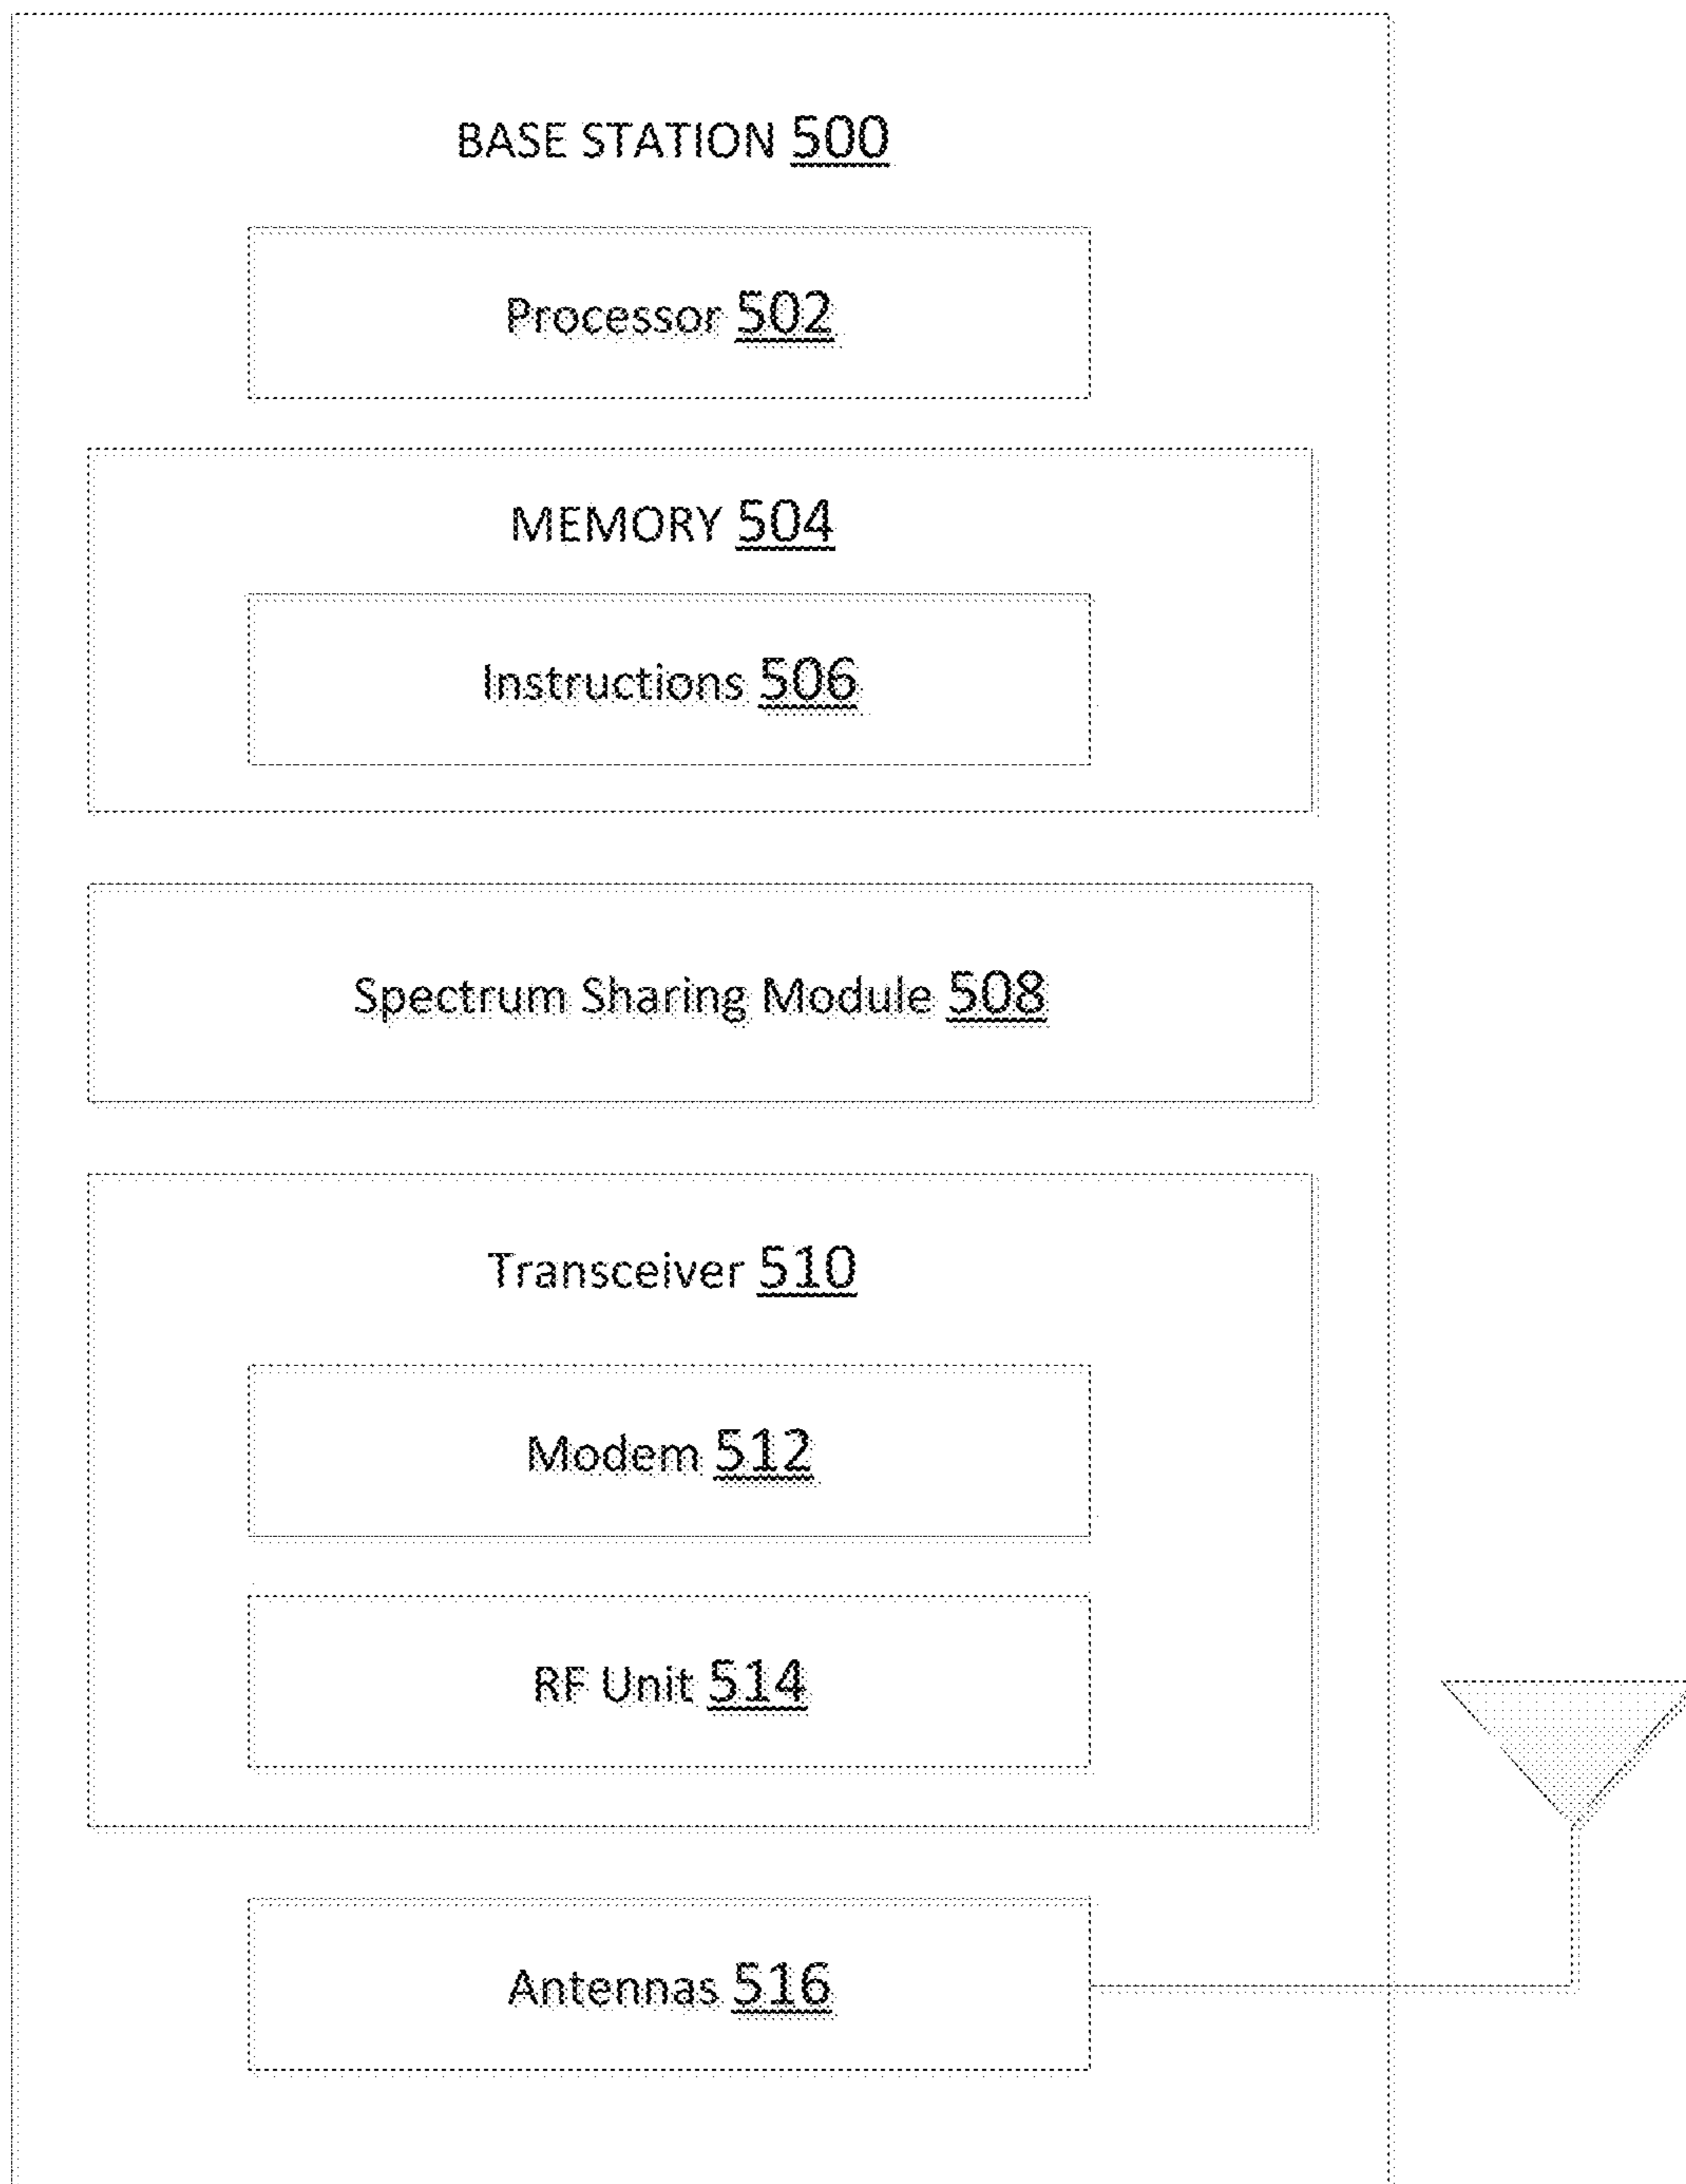 BASE STATION 500
Processor 502
MEMORY 504
Instructions 506
Spectrum Sharing Module 508
Transceiver 510
Modem 512
RF Unit 514
Antennas 516